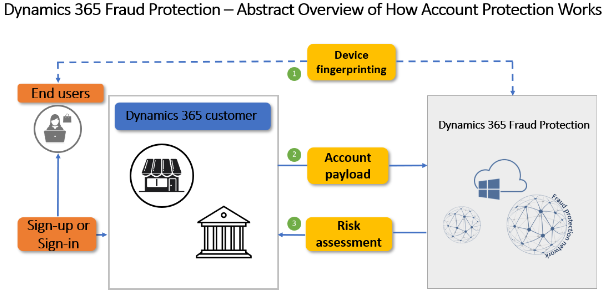 Dynamics 365 Fraud Protection – Abstract Overview of How Account Protection Works
Device
fingerprinting
1
End users
Dynamics 365 customer
Dynamics 365 Fraud Protection
2
Account
payload
Sign-up or
Sign-in
3
Risk
assessment
Fraud protection network